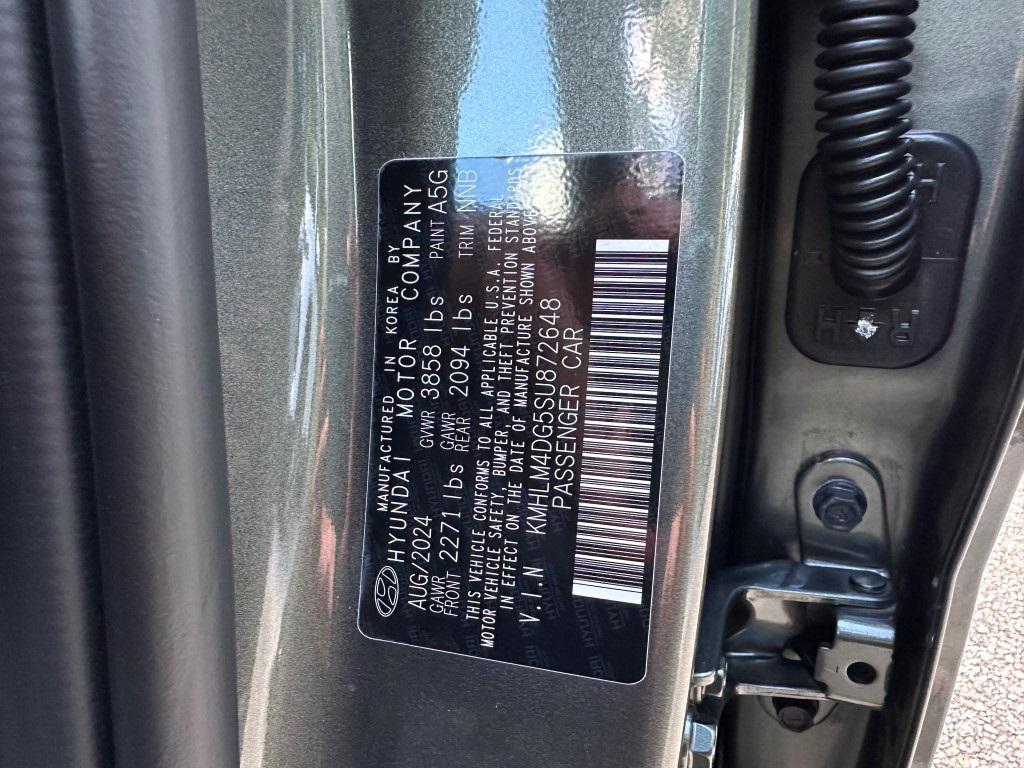 MANUFACTURED IN KOREA BY
HYUNDAI MOTOR COMPANY
AUG/2024 GVWR 3858 lbs PAINT A5G
GAWR FRONT 2271 lbs GAWR REAR 2094 lbs TRIM NNB
THIS VEHICLE CONFORMS TO ALL APPLICABLE U.S.A. FEDERAL
MOTOR VEHICLE SAFETY, BUMPER, AND THEFT PREVENTION STANDARDS
IN EFFECT ON THE DATE OF MANUFACTURE SHOWN ABOVE
V.I.N KMHLM4DG5SU872648
PASSENGER CAR
H
R H